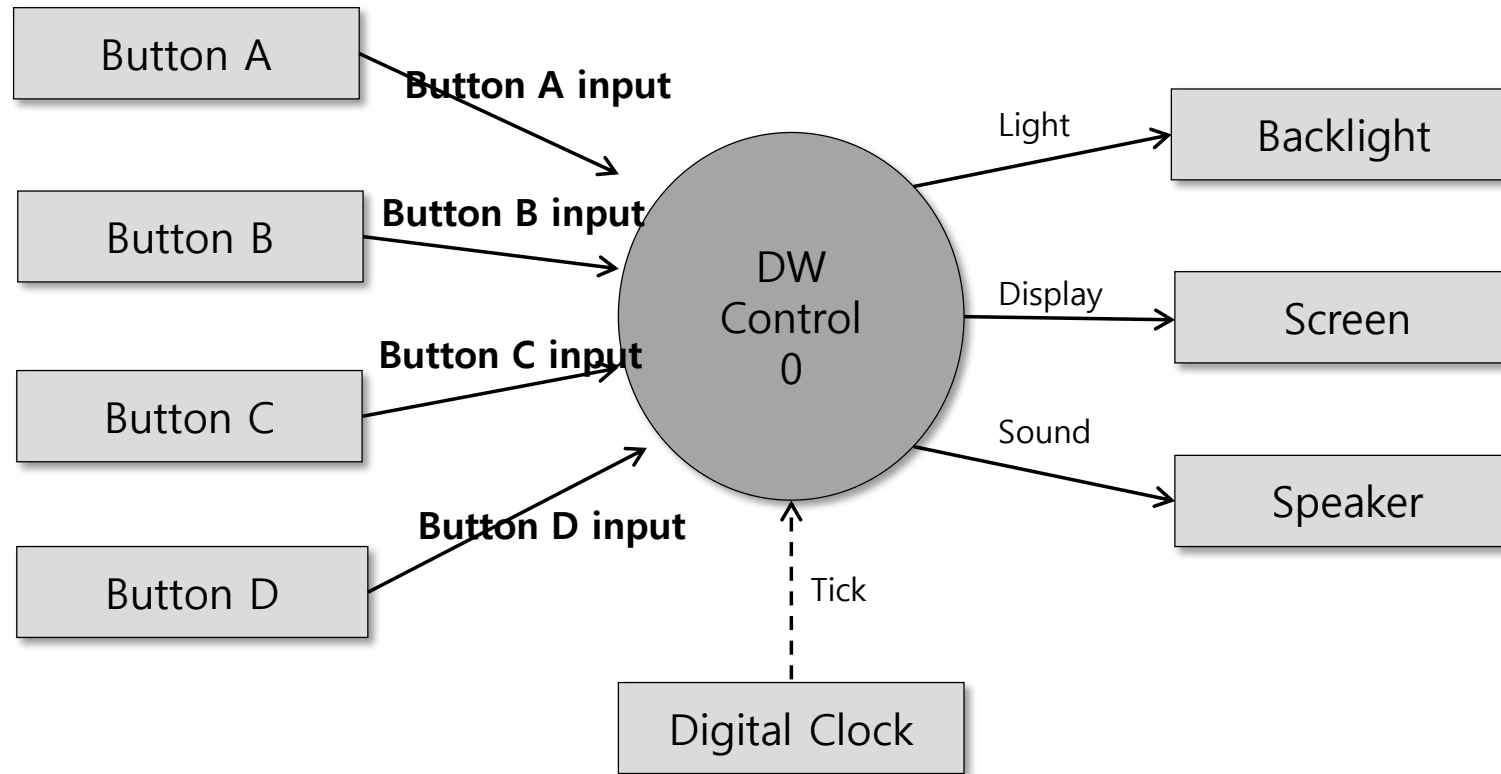 Button A
Button A input
Light
Backlight
Button B
Button B input
DW
Control
0
Display
Screen
Button C
Button C input
Sound
Speaker
Button D
Button D input
Tick
Digital Clock